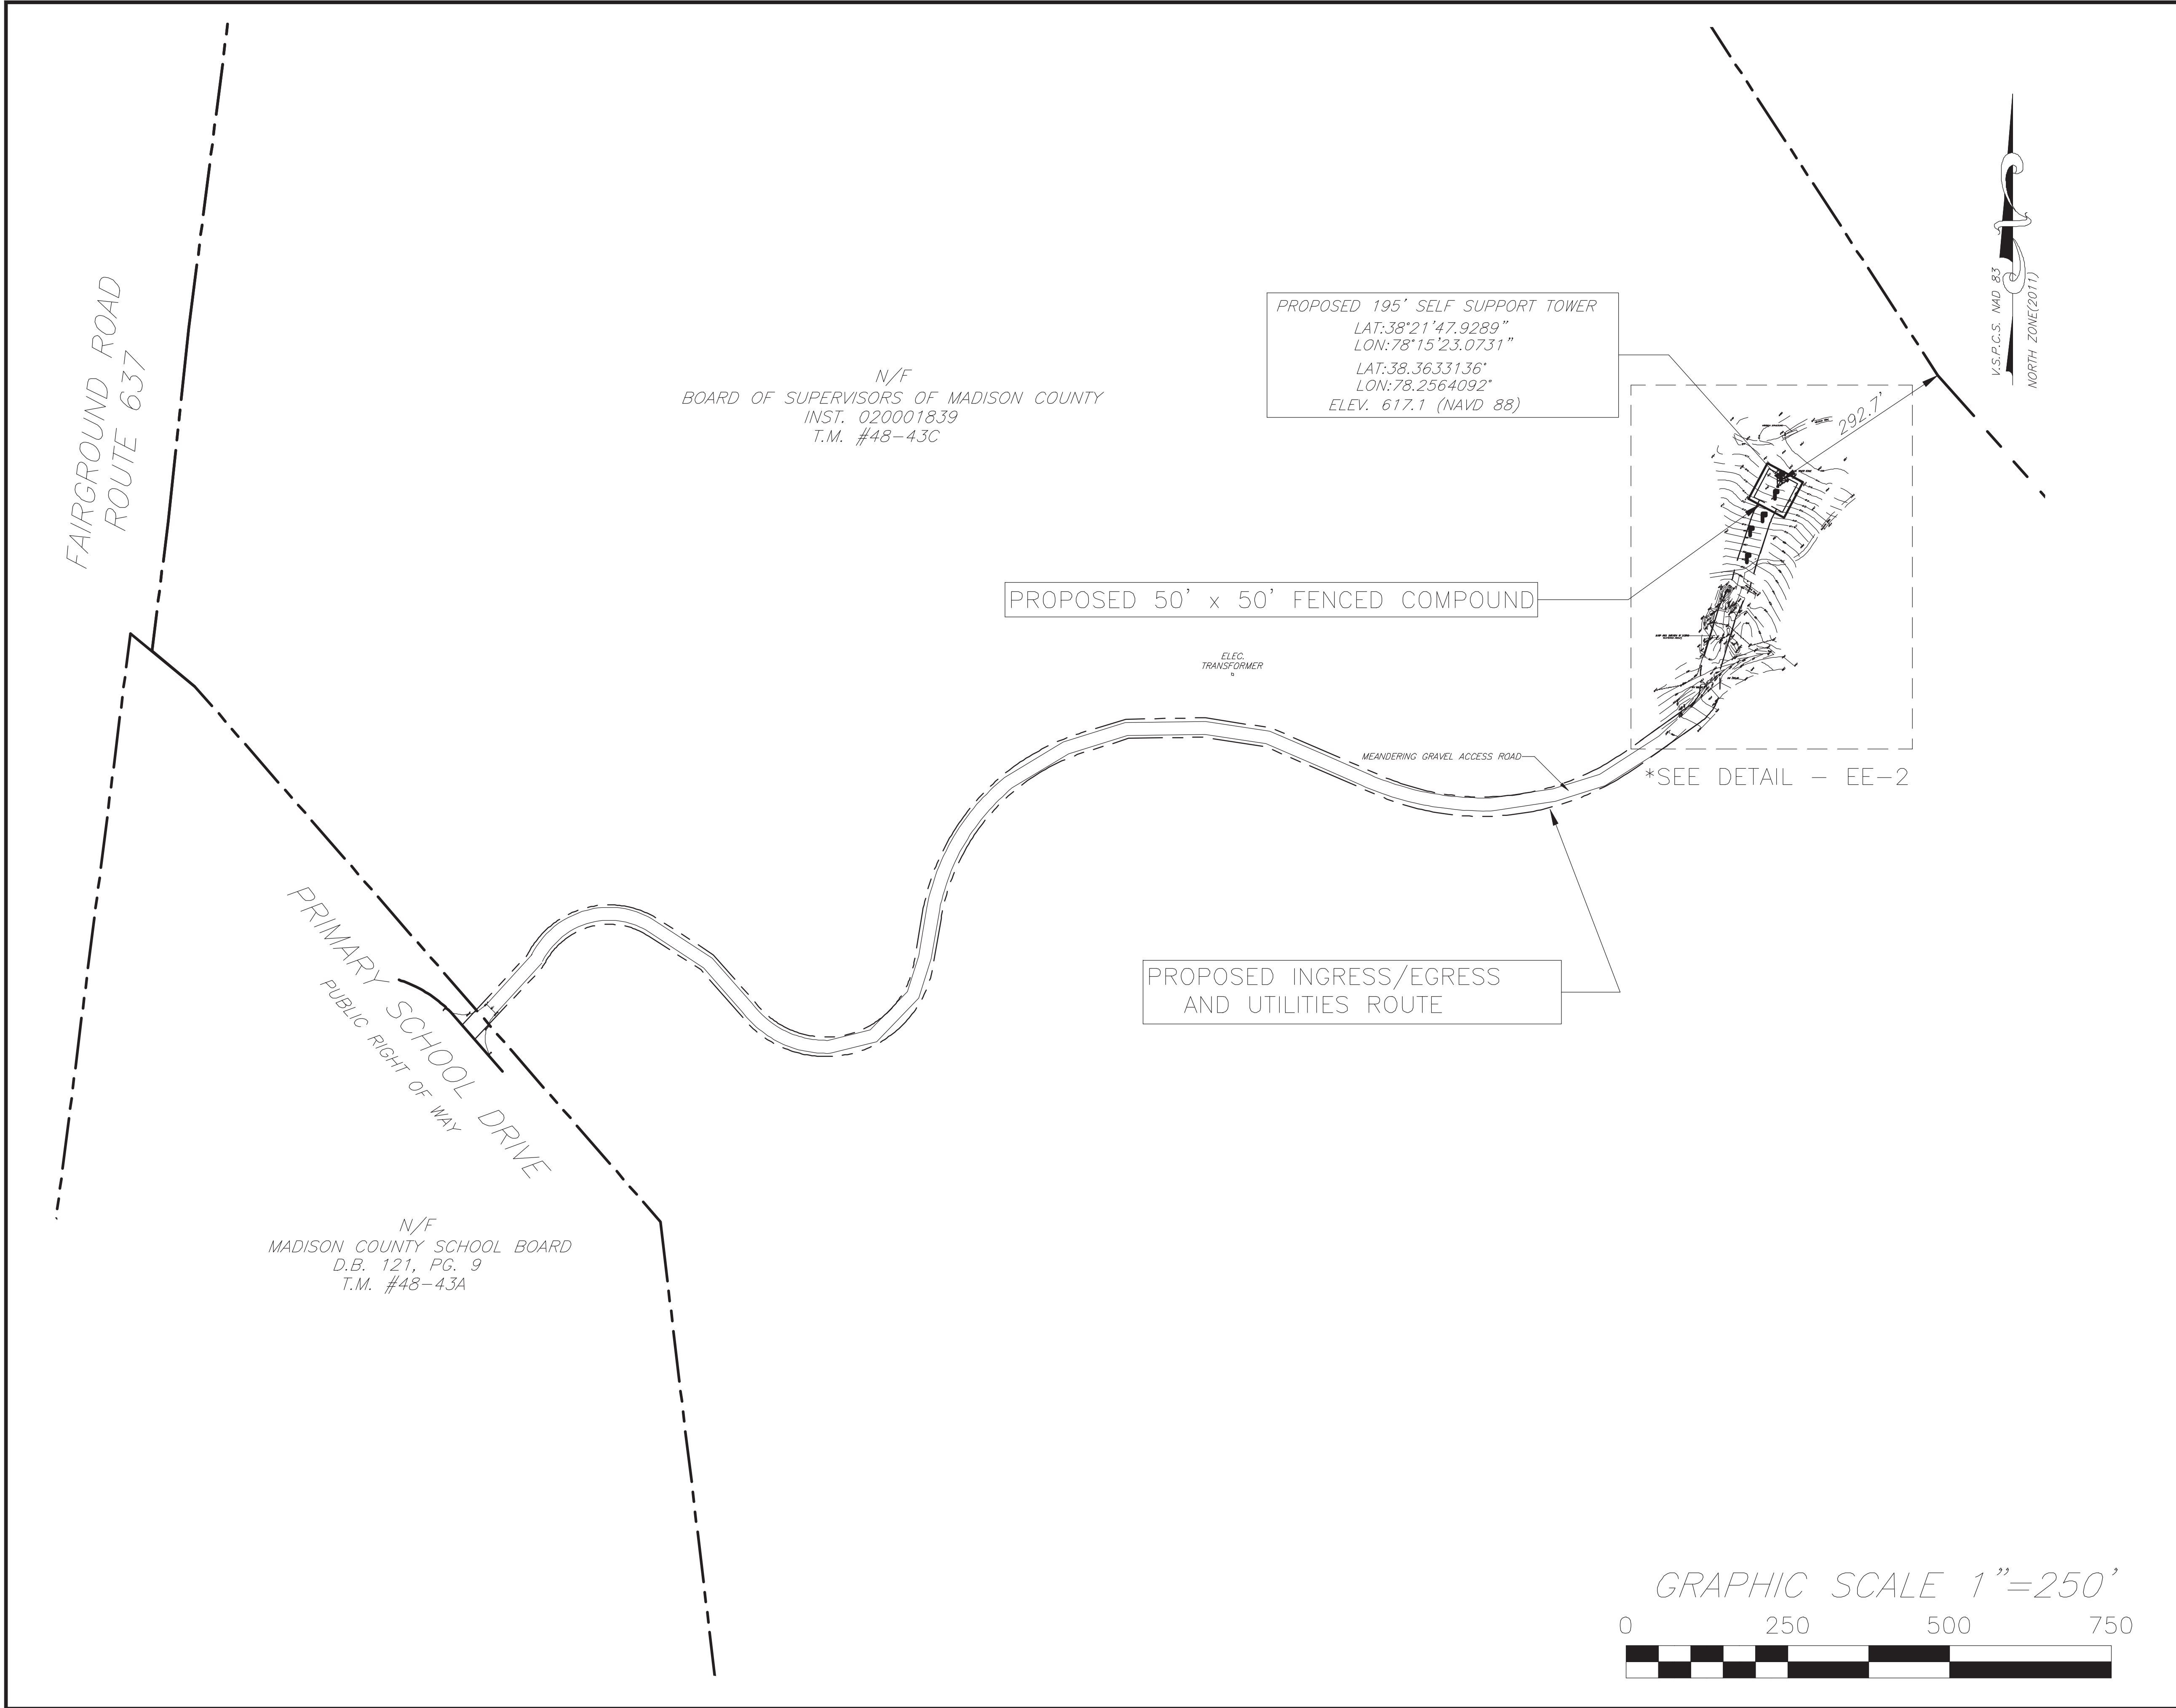 FAIRGROUND ROAD
ROUTE 637
N/F
BOARD OF SUPERVISORS OF MADISON COUNTY
INST. 020001839
T.M. #48-43C
PROPOSED 195' SELF SUPPORT TOWER
LAT:38°21'47.9289"
LON:78°15'23.0731"
LAT:38.3633136°
LON:78.2564092°
ELEV. 617.1 (NAVD 88)
V.S.P.C.S. NAD 83
NORTH ZONE(2011)
292.7'
PROPOSED 50' x 50' FENCED COMPOUND
ELEC.
TRANSFORMER
MEANDERING GRAVEL ACCESS ROAD
*SEE DETAIL - EE-2
PROPOSED INGRESS/EGRESS
AND UTILITIES ROUTE
PRIMARY SCHOOL DRIVE
PUBLIC RIGHT OF WAY
N/F
MADISON COUNTY SCHOOL BOARD
D.B. 121, PG. 9
T.M. #48-43A
GRAPHIC SCALE 1"=250'
0 250 500 750